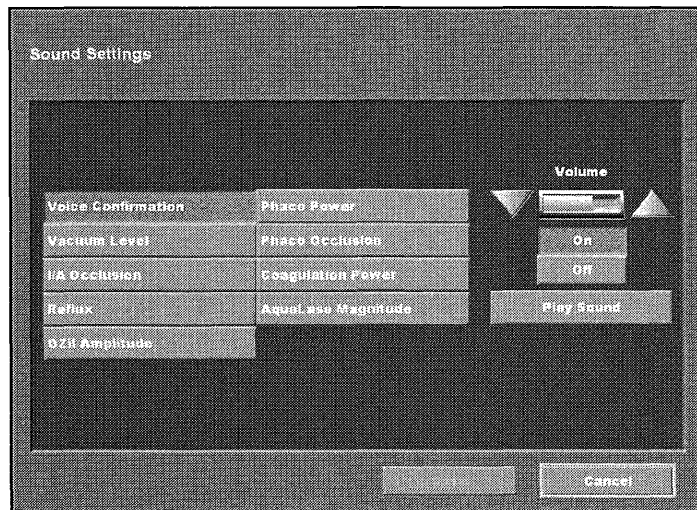 Sound Settings
Volume
Voice Confirmation
Phaco Power
Vacuum Level
Phaco Occlusion
On
I/A Occlusion
Coagulation Power
Off
Reflux
AquaLase Magnitude
Play Sound
OZil Amplitude
Cancel